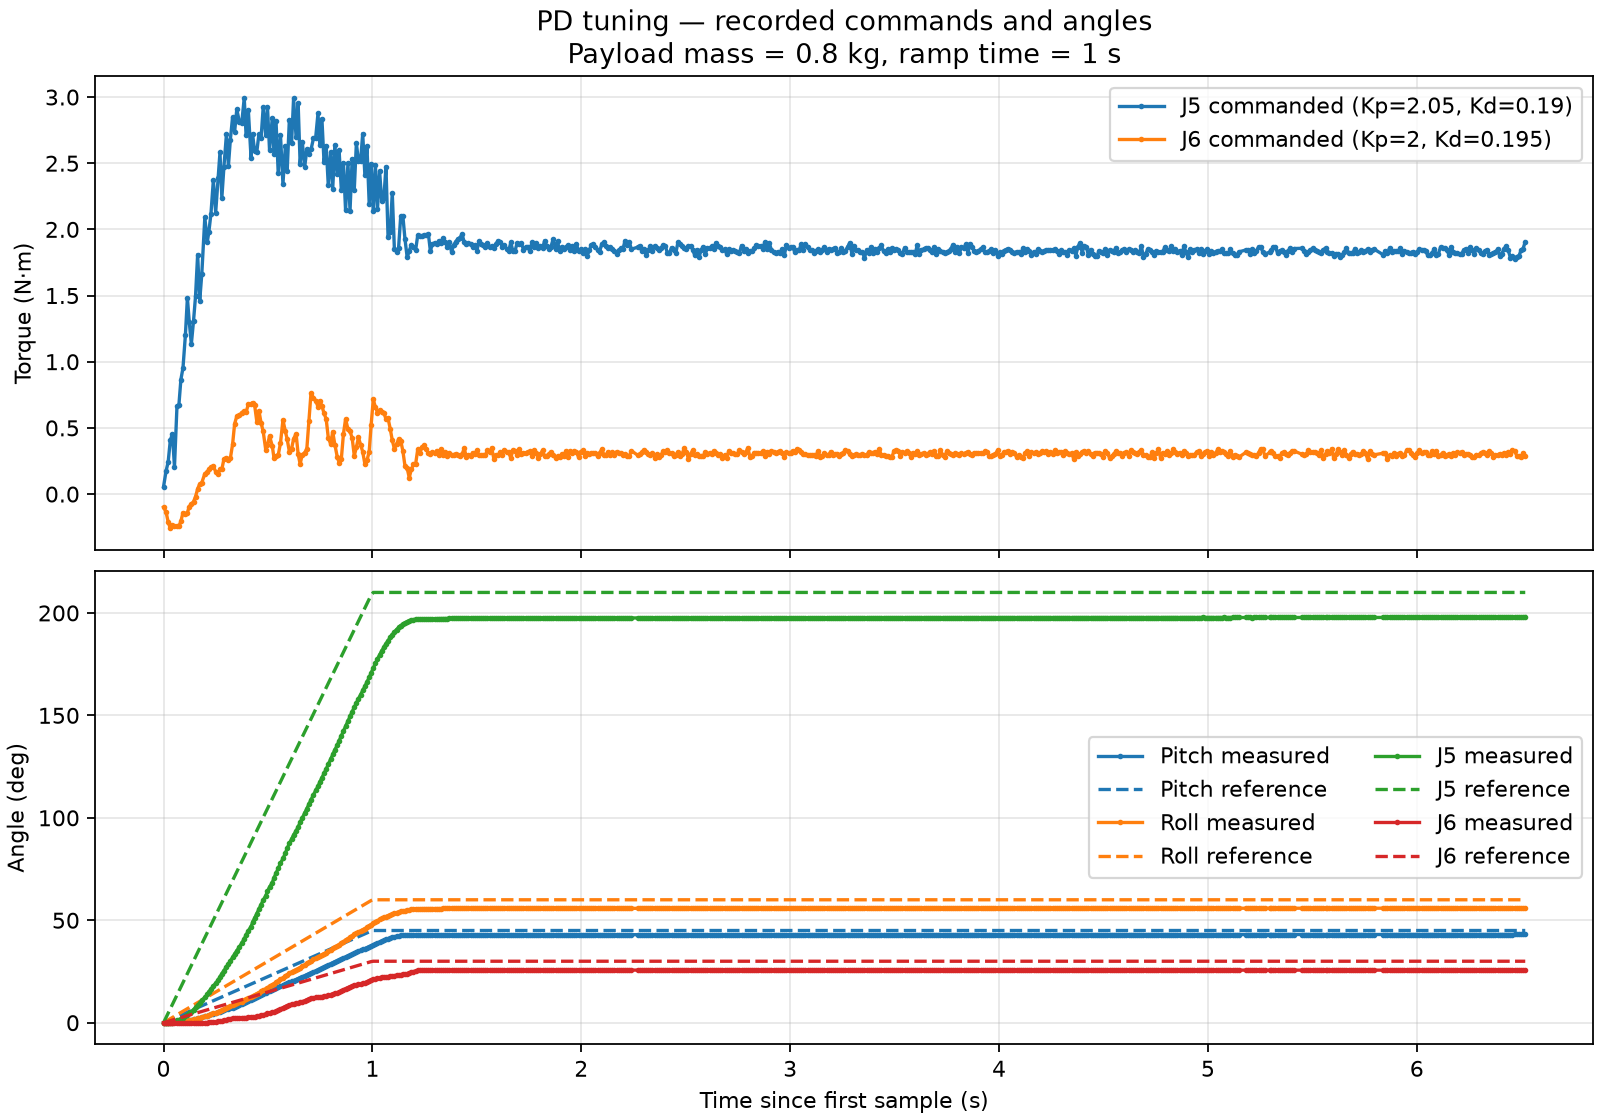 PD tuning — recorded commands and angles
Payload mass = 0.8 kg, ramp time = 1 s
Torque (N·m)
3.0
2.5
2.0
1.5
1.0
0.5
0.0
J5 commanded (Kp=2.05, Kd=0.19)
J6 commanded (Kp=2, Kd=0.195)
Angle (deg)
200
150
100
50
0
Pitch measured
Pitch reference
Roll measured
Roll reference
J5 measured
J5 reference
J6 measured
J6 reference
0 1 2 3 4 5 6
Time since first sample (s)